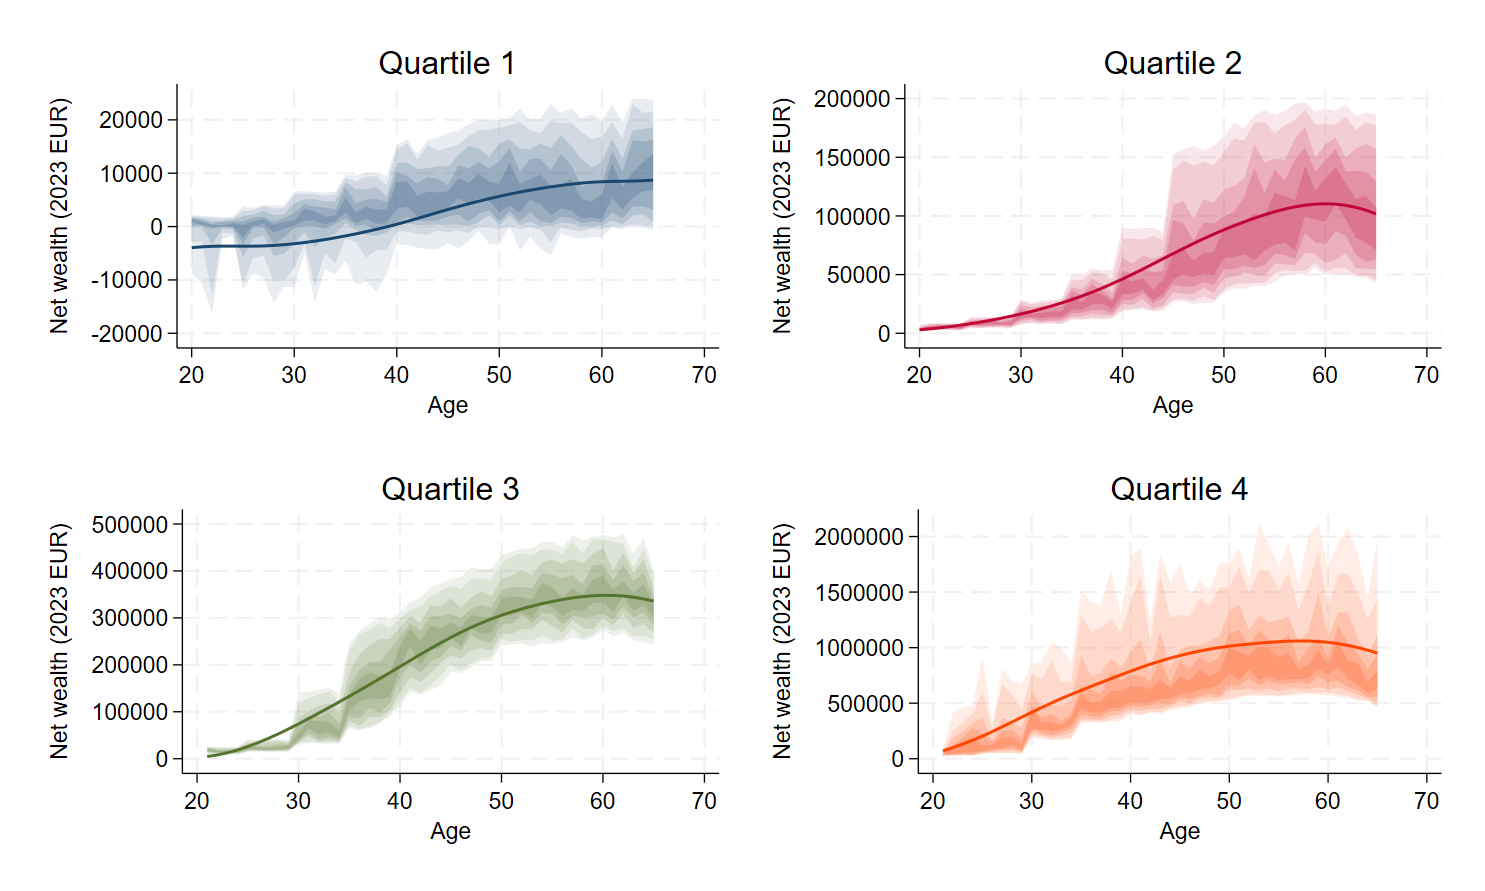 Quartile 1
Net wealth (2023 EUR)
20000
10000
0
-10000
-20000
20 30 40 50 60 70
Age
Quartile 2
Net wealth (2023 EUR)
200000
150000
100000
50000
0
20 30 40 50 60 70
Age
Quartile 3
Net wealth (2023 EUR)
500000
400000
300000
200000
100000
0
20 30 40 50 60 70
Age
Quartile 4
Net wealth (2023 EUR)
2000000
1500000
1000000
500000
0
20 30 40 50 60 70
Age